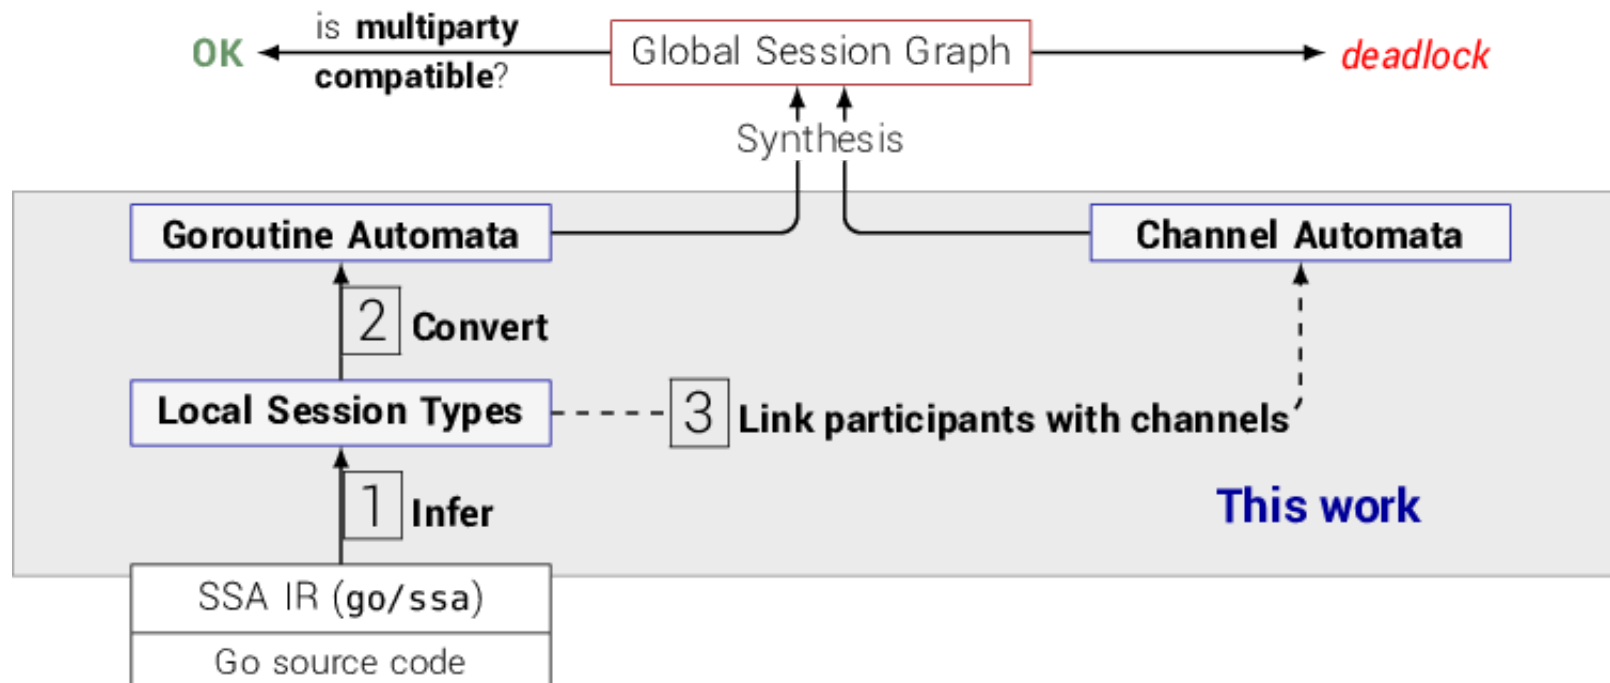 is multiparty
compatible?
OK
Global Session Graph
deadlock
Synthesis
Goroutine Automata
Channel Automata
2 Convert
Local Session Types
3 Link participants with channels
1 Infer
This work
SSA IR (go/ssa)
Go source code